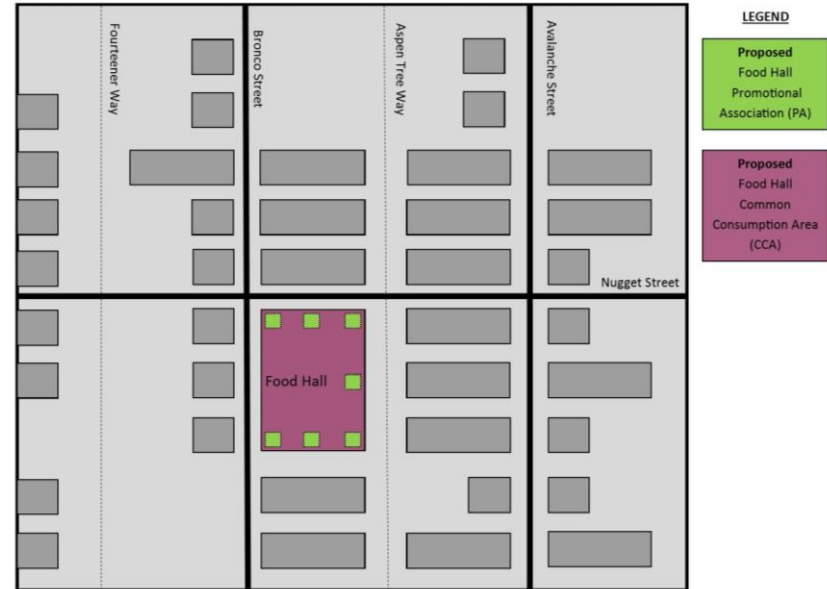 Fourteener Way
Bronco Street
Aspen Tree Way
Avalanche Street
Nugget Street
Food Hall
LEGEND
Proposed
Food Hall
Promotional
Association (PA)
Proposed
Food Hall
Common
Consumption Area
(CCA)